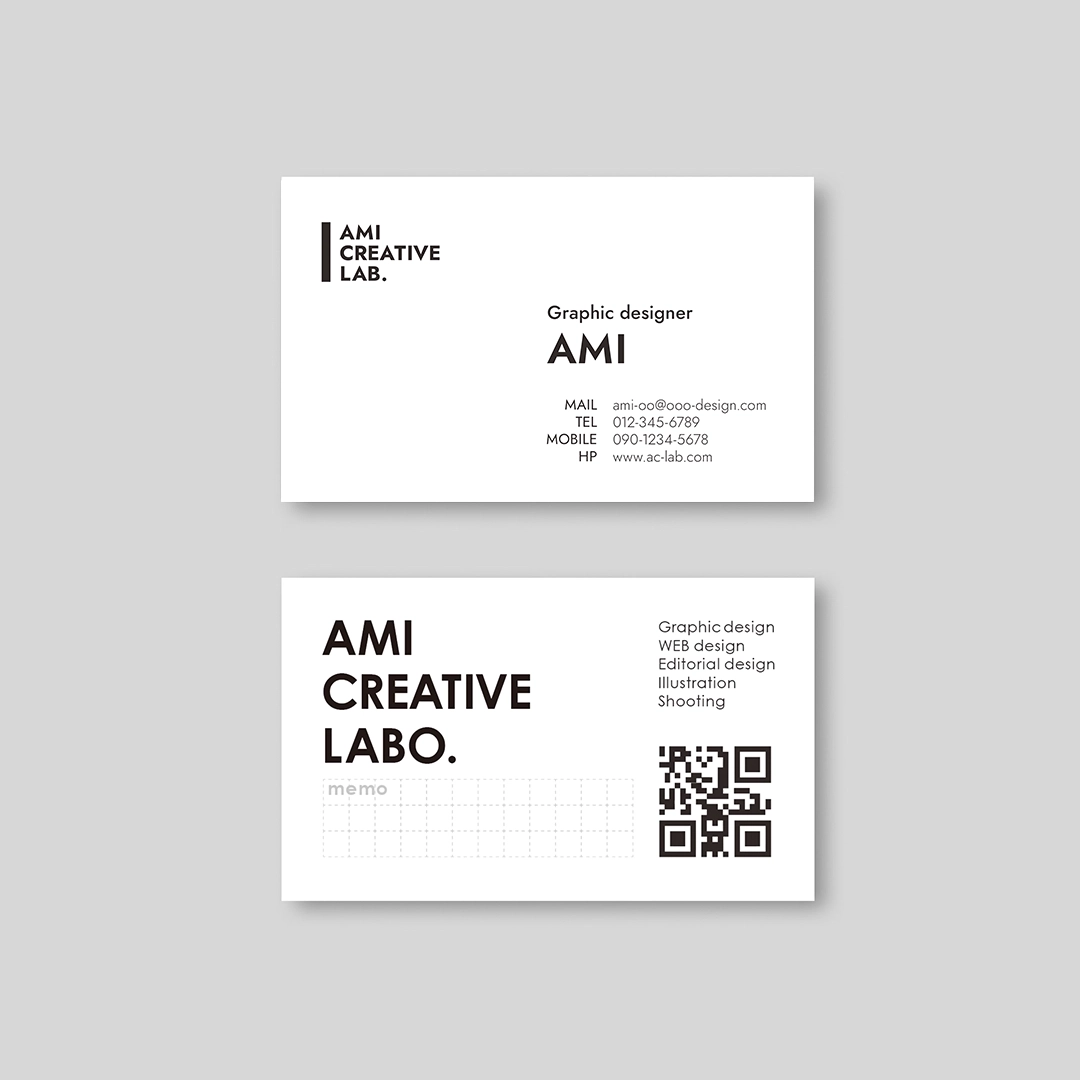 AMI
CREATIVE
LAB.
Graphic designer
AMI
MAIL ami-oo@ooo-design.com
TEL 012-345-6789
MOBILE 090-1234-5678
HP www.ac-lab.com
AMI
CREATIVE
LABO.
memo
Graphic design
WEB design
Editorial design
Illustration
Shooting